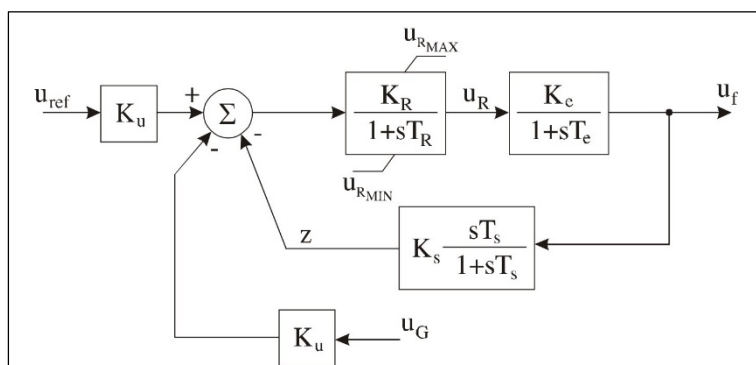 u_RMAX
u_ref
K_u
+
Σ
-
-
K_R
1+sT_R
u_R
K_e
1+sT_e
u_f
u_RMIN
z
K_s
sT_s
1+sT_s
K_u
u_G